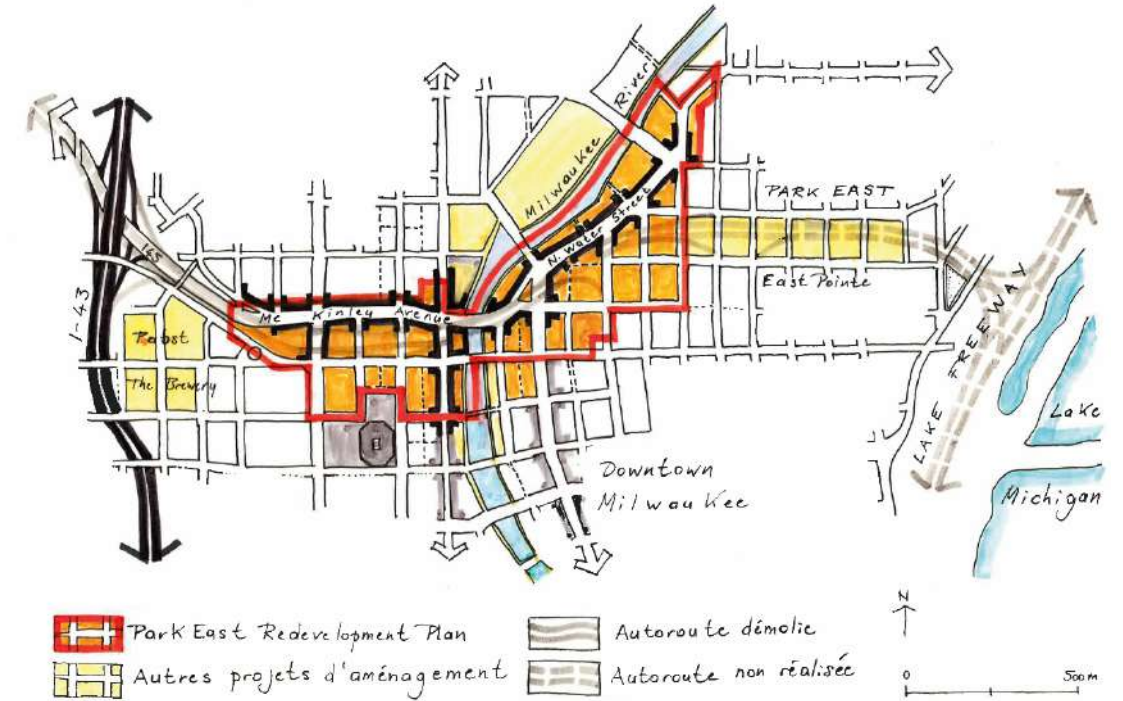 River
Milwaukee
PARK EAST
N. Water Street
145
East Pointe
I-43
Mc Kinley Avenue
Pabst
The Brewery
LAKE FREEWAY
Lake
Michigan
Downtown
Milwaukee
N
Park East Redevelopment Plan
Autoroute démolie
Autres projets d'aménagement
Autoroute non réalisée
0
500m